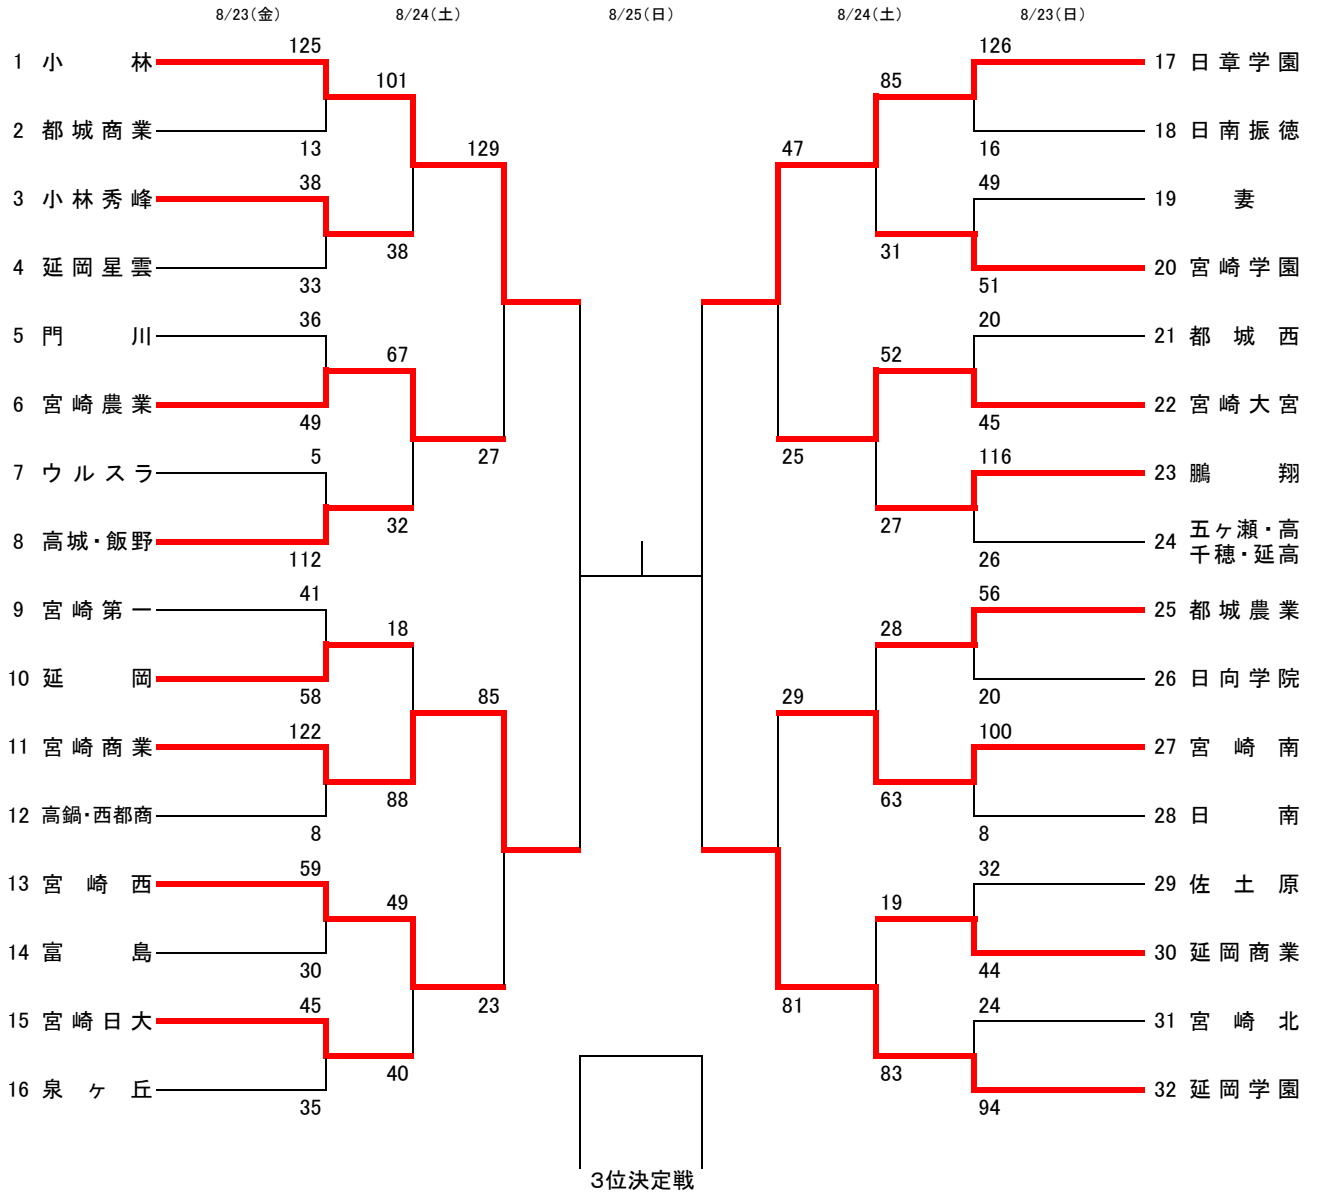 8/23(金) 8/24(土) 8/25(日) 8/24(土) 8/23(日)
125 126
1 小林 17 日章学園
101 85
2 都城商業 18 日南振徳
13 129 47 16
38 49
3 小林秀峰 19 妻
38 31
4 延岡星雲 20 宮崎学園
33 51
36 20
5 門川 21 都城西
67 52
6 宮崎農業 22 宮崎大宮
49 45
5 27 25 116
7 ウルスラ 23 鵬翔
32 27
8 高城・飯野 24 五ヶ瀬・高
千穂・延高
112 26
41 56
9 宮崎第一 25 都城農業
18 28
10 延岡 26 日向学院
58 85 29 20
122 100
11 宮崎商業 27 宮崎南
88 63
12 高鍋・西都商 28 日南
8 8
59 32
13 宮崎西 29 佐土原
49 19
14 富島 30 延岡商業
30 44
45 23 81 24
15 宮崎日大 31 宮崎北
40 83
16 泉ヶ丘 32 延岡学園
35 94
3位決定戦